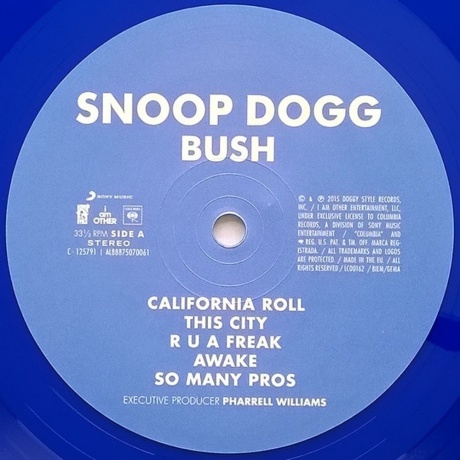 SNOOP DOGG
BUSH
SONY MUSIC
i am
OTHER
33⅓ RPM SIDE A
STEREO
C - 125791 | AL88875070061
© & ℗ 2015 DOGGY STYLE RECORDS,
INC. / I AM OTHER ENTERTAINMENT, LLC,
UNDER EXCLUSIVE LICENSE TO COLUMBIA
RECORDS, A DIVISION OF SONY MUSIC
ENTERTAINMENT / "COLUMBIA" AND
REG. U.S. PAT. & TM. OFF. MARCA REG-
ISTRADA. / ALL TRADEMARKS AND LOGOS
ARE PROTECTED. / MADE IN THE EU. / ALL
RIGHTS RESERVED / LC00162 / BIEM/GEMA
CALIFORNIA ROLL
THIS CITY
R U A FREAK
AWAKE
SO MANY PROS
EXECUTIVE PRODUCER PHARRELL WILLIAMS